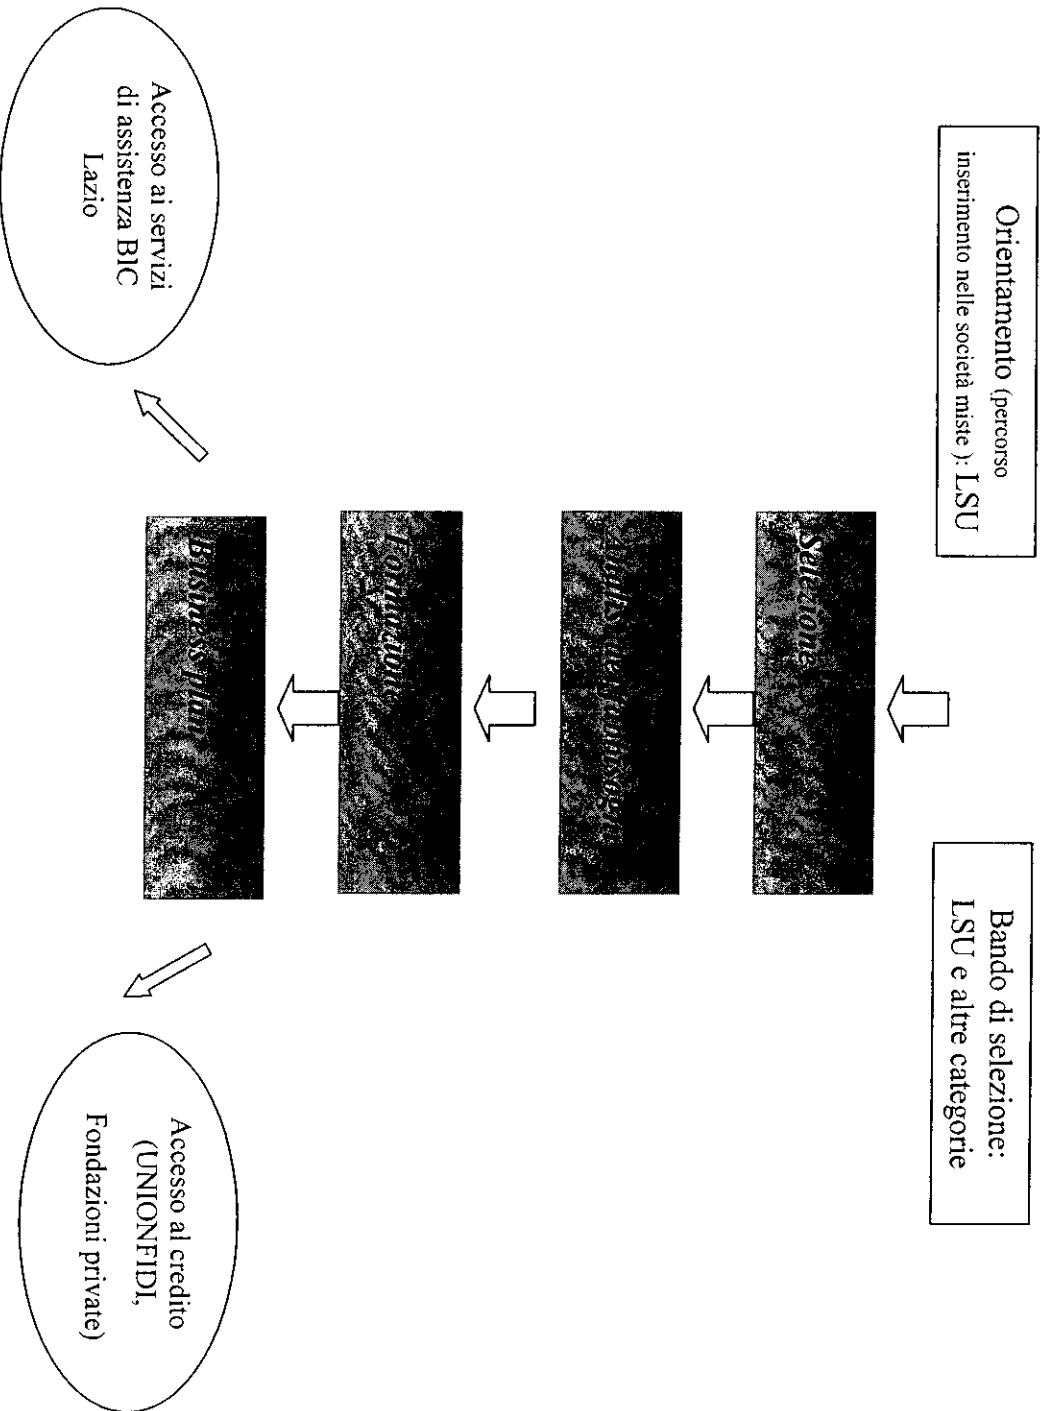 Orientamento (percorso
inserimento nelle società miste ): LSU
Bando di selezione:
LSU e altre categorie
Selezione
Formazione
Business plan
Accesso ai servizi
di assistenza BIC
Lazio
Accesso al credito
(UNIONFIDI,
Fondazioni private)